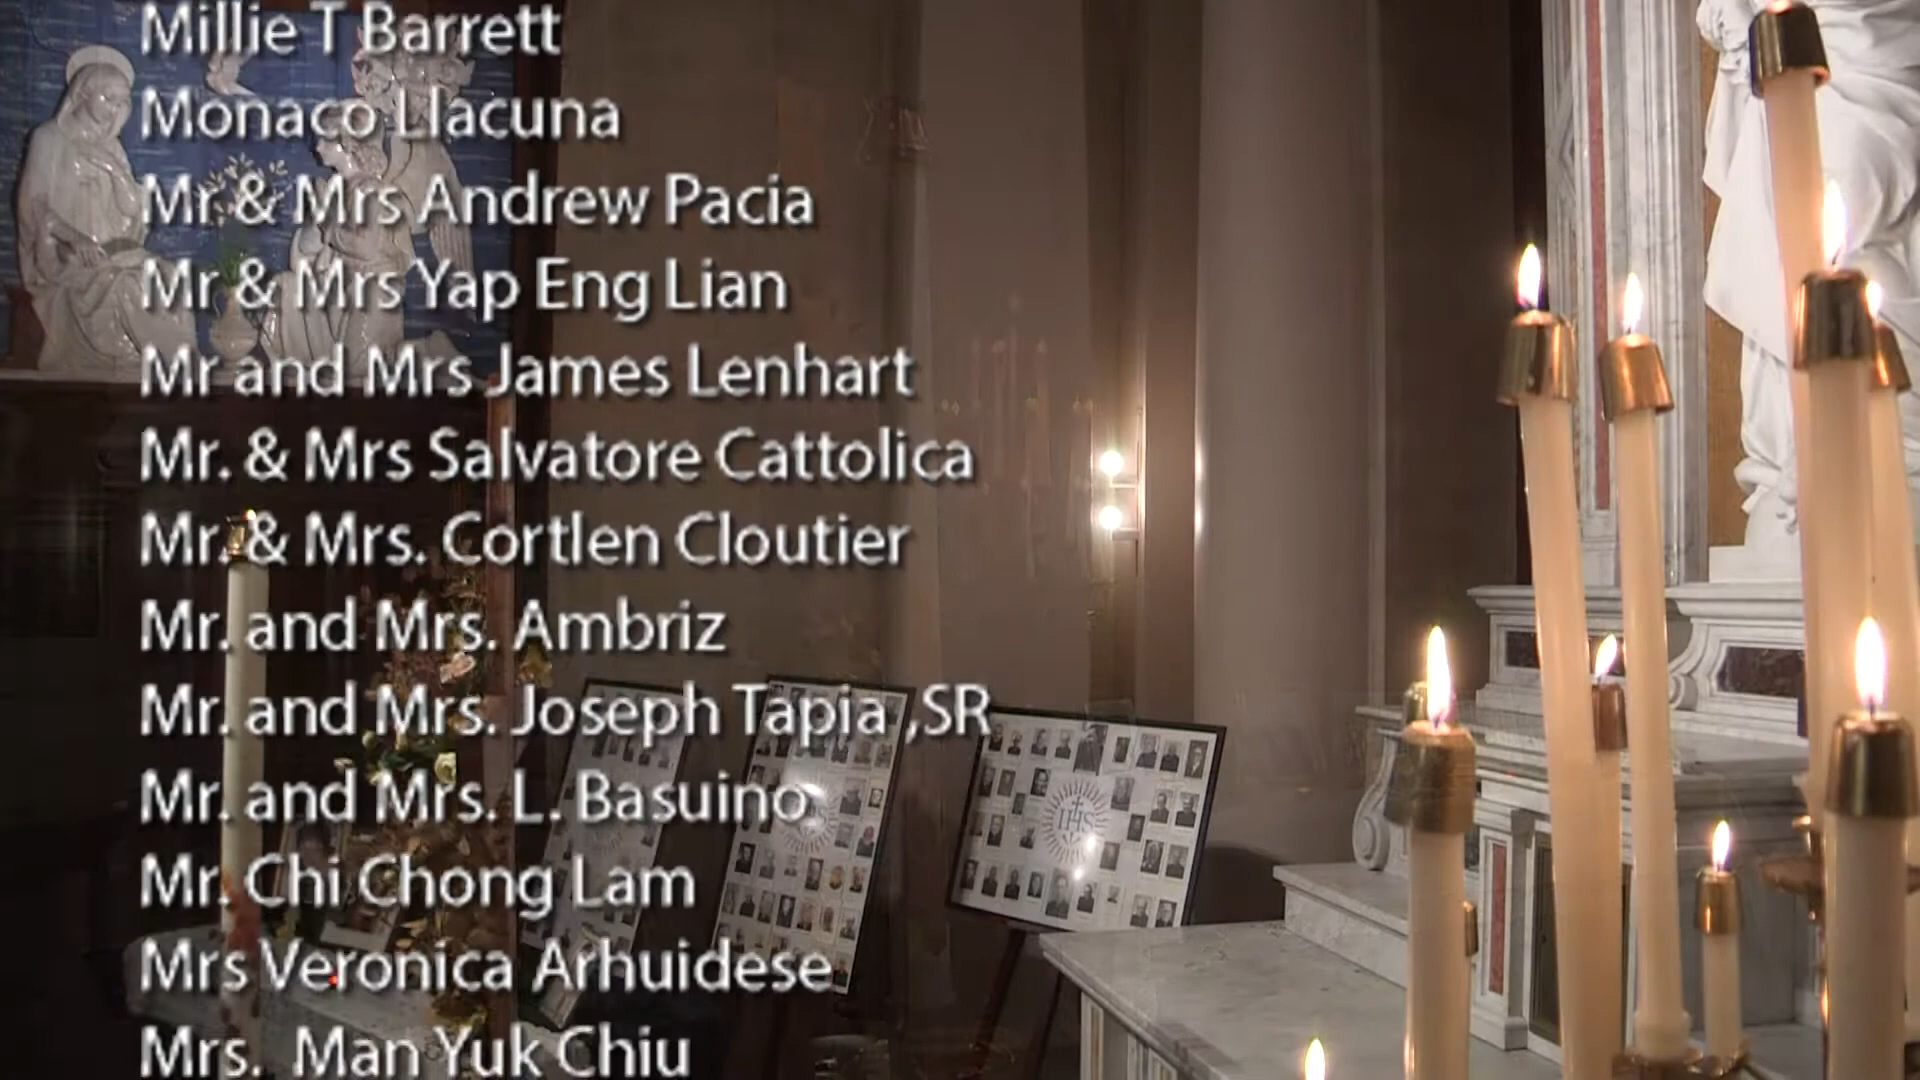 Millie T Barrett
Monaco Llacuna
Mr & Mrs Andrew Pacia
Mr & Mrs Yap Eng Lian
Mr and Mrs James Lenhart
Mr. & Mrs Salvatore Cattolica
Mr. & Mrs. Cortlen Cloutier
Mr. and Mrs. Ambriz
Mr. and Mrs. Joseph Tapia ,SR
Mr. and Mrs. L. Basuino
Mr. Chi Chong Lam
Mrs Veronica Arhuidese
Mrs.  Man Yuk Chiu
IHS